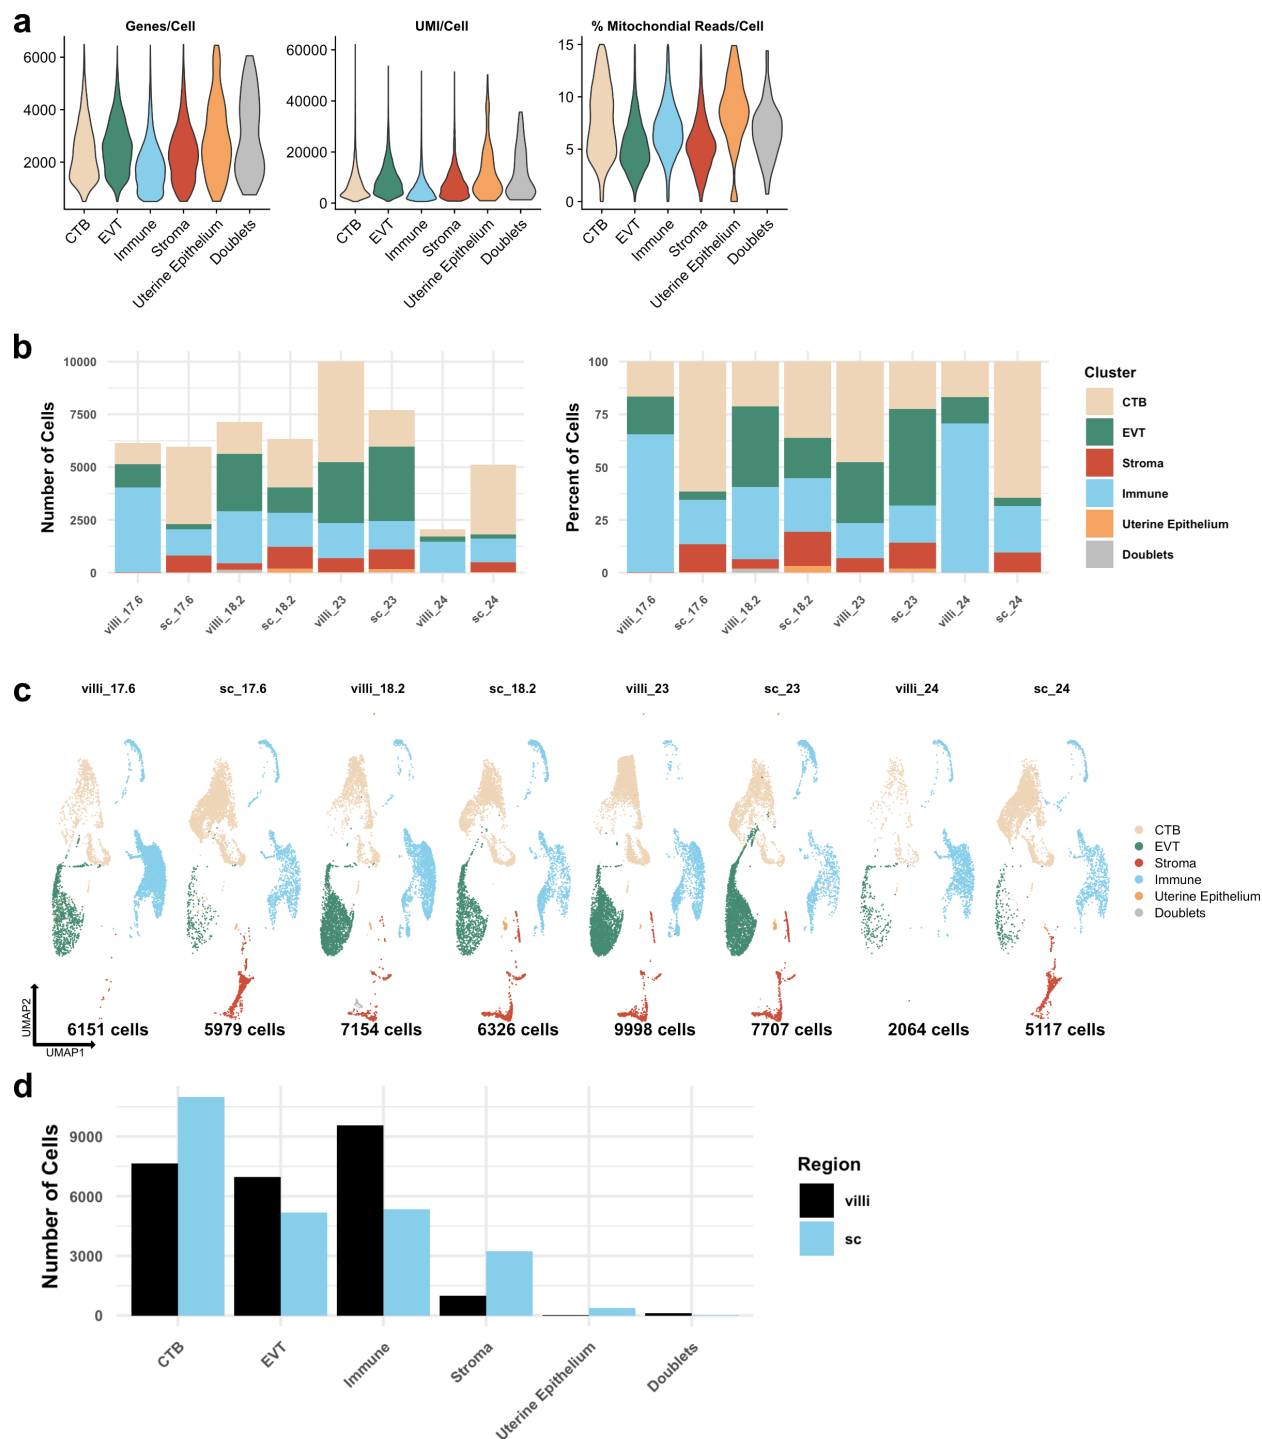 a
Genes/Cell
UMI/Cell
% Mitochondial Reads/Cell
6000
4000
2000
60000
40000
20000
0
15
10
5
0
CTB
EVT
Immune
Stroma
Uterine Epithelium
Doublets
CTB
EVT
Immune
Stroma
Uterine Epithelium
Doublets
CTB
EVT
Immune
Stroma
Uterine Epithelium
Doublets
b
Number of Cells
10000
7500
5000
2500
0
villi_17.6
sc_17.6
villi_18.2
sc_18.2
villi_23
sc_23
villi_24
sc_24
Percent of Cells
100
75
50
25
0
villi_17.6
sc_17.6
villi_18.2
sc_18.2
villi_23
sc_23
villi_24
sc_24
Cluster
CTB
EVT
Stroma
Immune
Uterine Epithelium
Doublets
c
villi_17.6
sc_17.6
villi_18.2
sc_18.2
villi_23
sc_23
villi_24
sc_24
CTB
EVT
Stroma
Immune
Uterine Epithelium
Doublets
UMAP2
UMAP1
6151 cells
5979 cells
7154 cells
6326 cells
9998 cells
7707 cells
2064 cells
5117 cells
d
Number of Cells
9000
6000
3000
0
CTB
EVT
Immune
Stroma
Uterine Epithelium
Doublets
Region
villi
sc